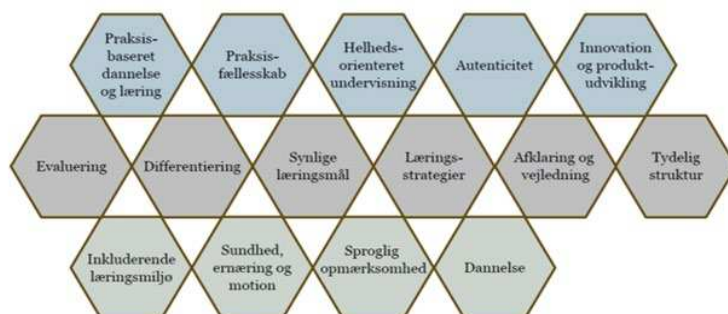 Praksis-
baseret
dannelse
og læring
Praksis-
fællesskab
Helheds-
orienteret
undervisning
Autenticitet
Innovation
og produkt-
udvikling
Evaluering
Differentiering
Synlige
læringsmål
Lærings-
strategier
Afklaring og
vejledning
Tydelig
struktur
Inkluderende
læringsmiljø
Sundhed,
ernæring og
motion
Sproglig
opmærksomhed
Dannelse